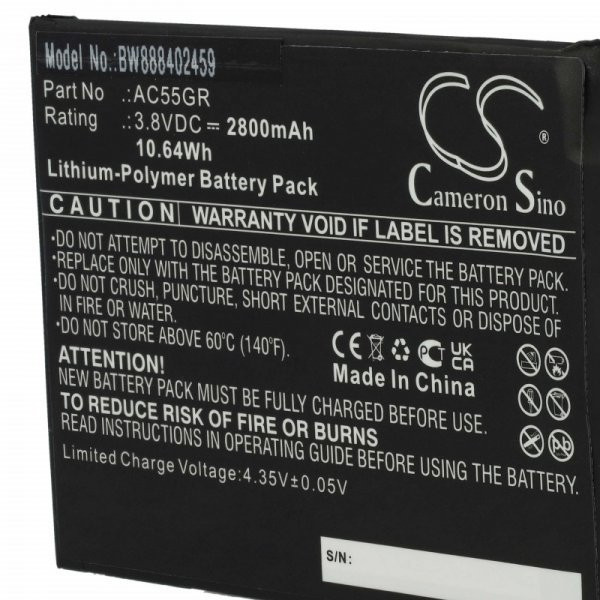 Model No.:BW888402459
Part No .:AC55GR
Rating .:3.8VDC ⎓ 2800mAh
10.64Wh
Lithium-Polymer Battery Pack
CS
®
Cameron Sino
CAUTION WARRANTY VOID IF LABEL IS REMOVED
•DO NOT ATTEMPT TO DISASSEMBLE, OPEN OR SERVICE THE BATTERY PACK.
•REPLACE ONLY WITH THE BATTERY PACK DESIGNATED FOR YOUR PRODUCT.
•DO NOT CRUSH, PUNCTURE, SHORT EXTERNAL CONTACTS OR DISPOSE OF
IN FIRE OR WATER.
•DO NOT STORE ABOVE 60°C (140°F).
CE PC UK CA
Made In China
ATTENTION!
NEW BATTERY PACK MUST BE FULLY CHARGED BEFORE USE.
TO REDUCE RISK OF FIRE OR BURNS
READ INSTRUCTIONS IN OPERATING GUIDE BEFORE USING THE BATTERY.
Pb
Limited Charge Voltage:4.35V±0.05V
S/N: